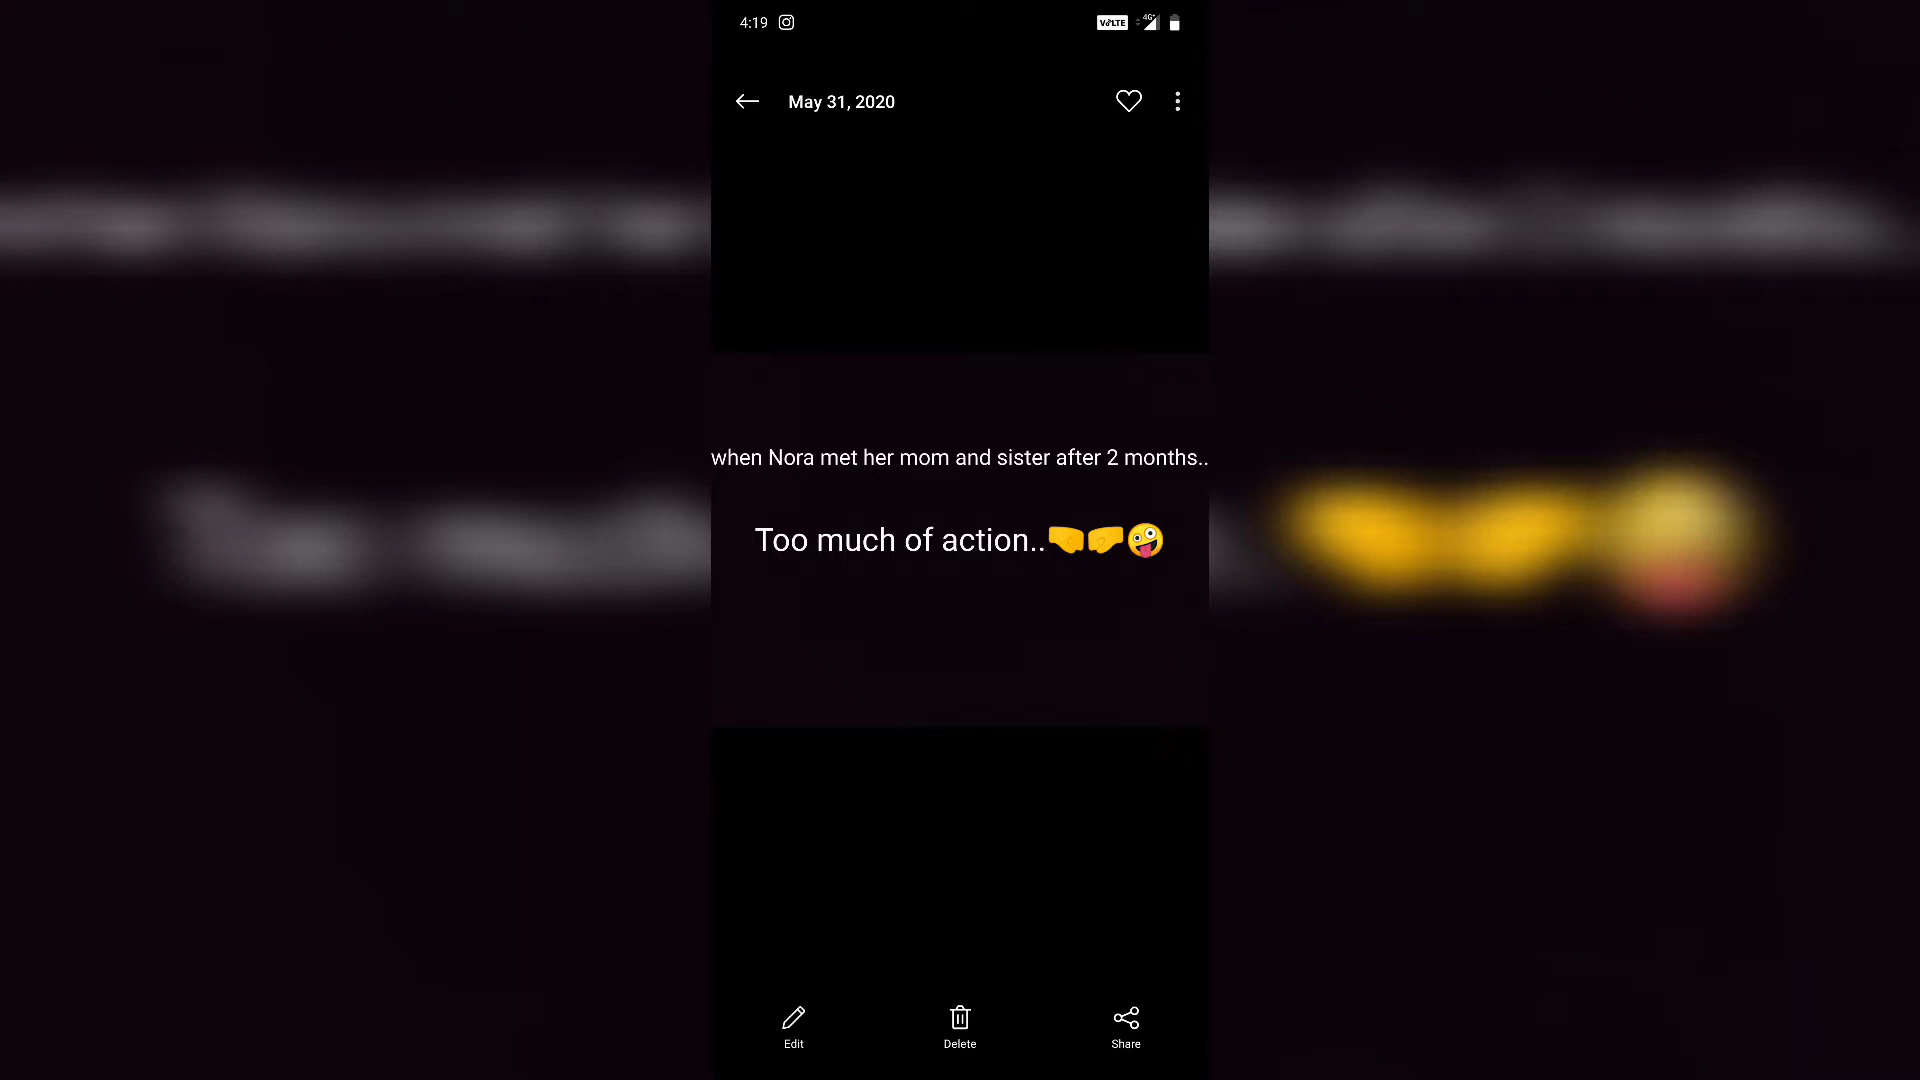 4:19 VoLTE 4G+
May 31, 2020
when Nora met her mom and sister after 2 months..
Too much of action..🤜🤛🤪
Edit Delete Share